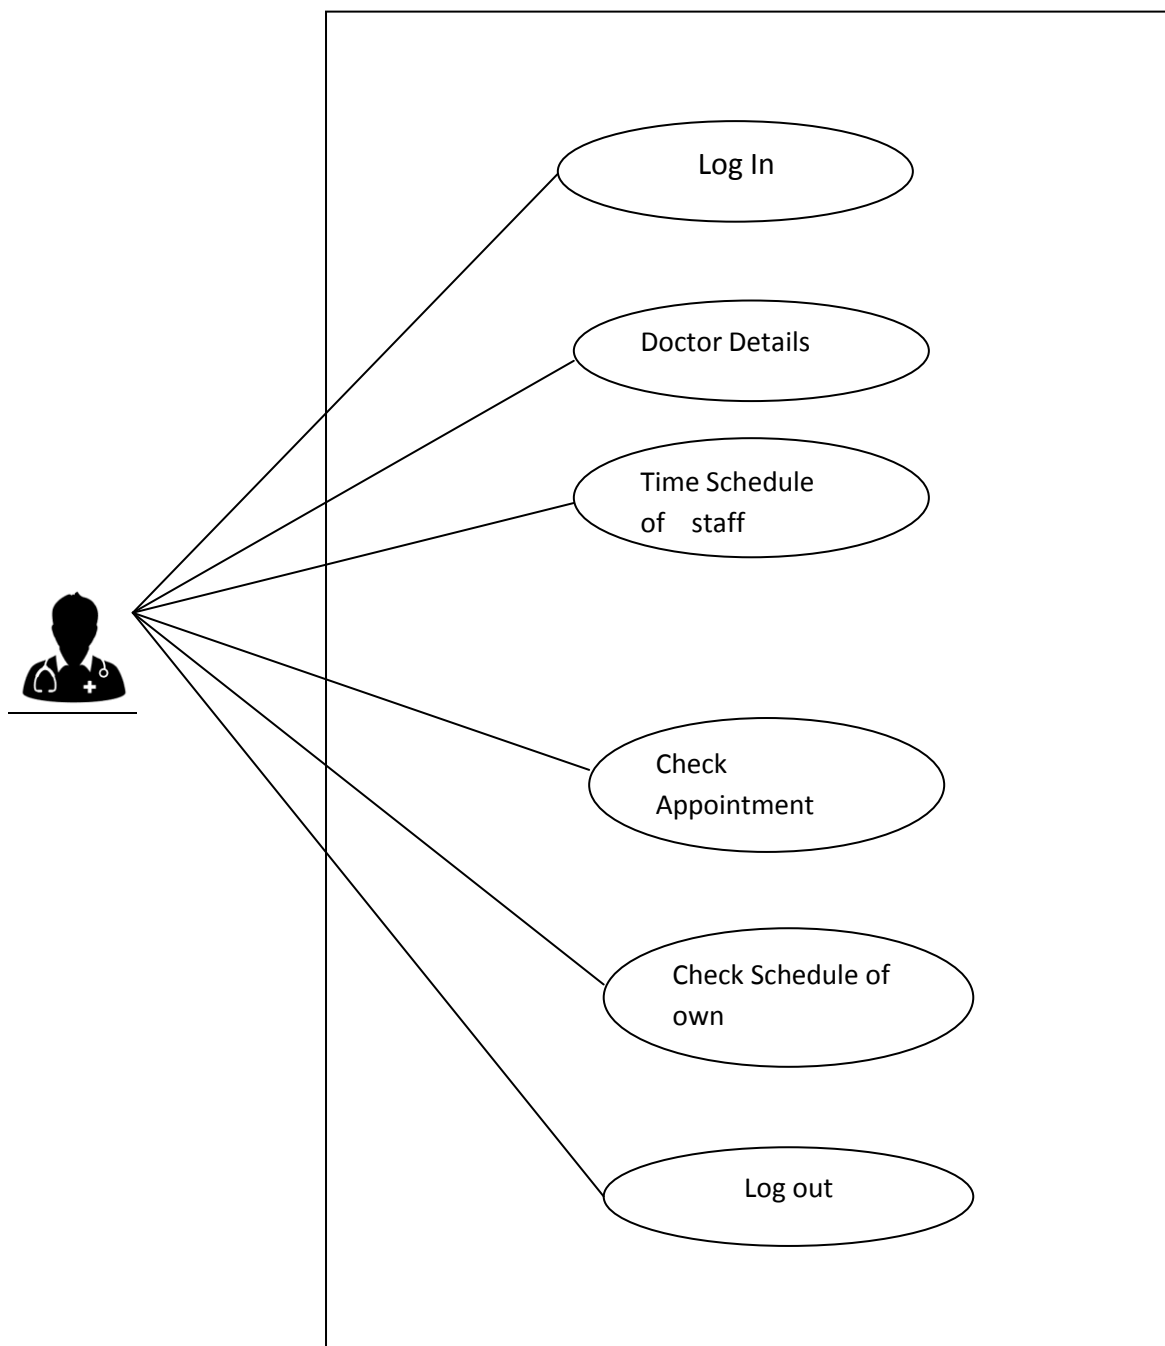 Log In
Doctor Details
Time Schedule
of staff
Check
Appointment
Check Schedule of
own
Log out